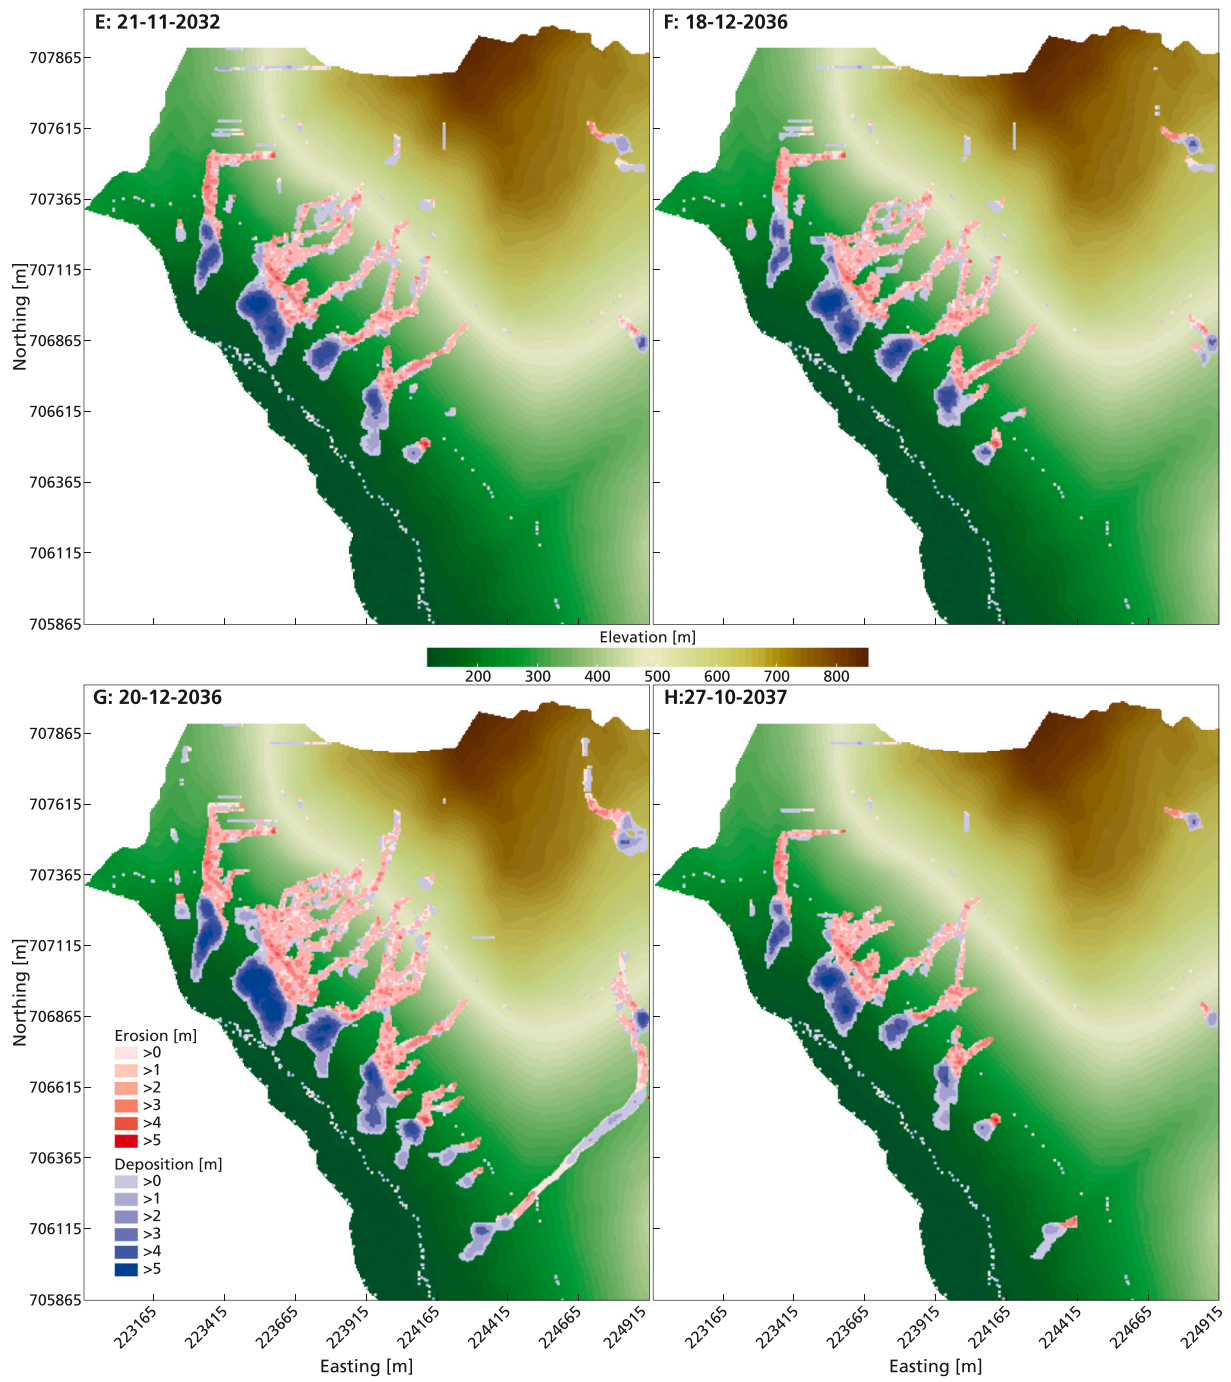 E: 21-11-2032
F: 18-12-2036
707865
707615
707365
707115
706865
706615
706365
706115
705865
Northing [m]
Elevation [m]
200 300 400 500 600 700 800
G: 20-12-2036
H:27-10-2037
707865
707615
707365
707115
706865
706615
706365
706115
705865
Northing [m]
Erosion [m]
>0
>1
>2
>3
>4
>5
Deposition [m]
>0
>1
>2
>3
>4
>5
223165 223415 223665 223915 224165 224415 224665 224915
223165 223415 223665 223915 224165 224415 224665 224915
Easting [m]
Easting [m]